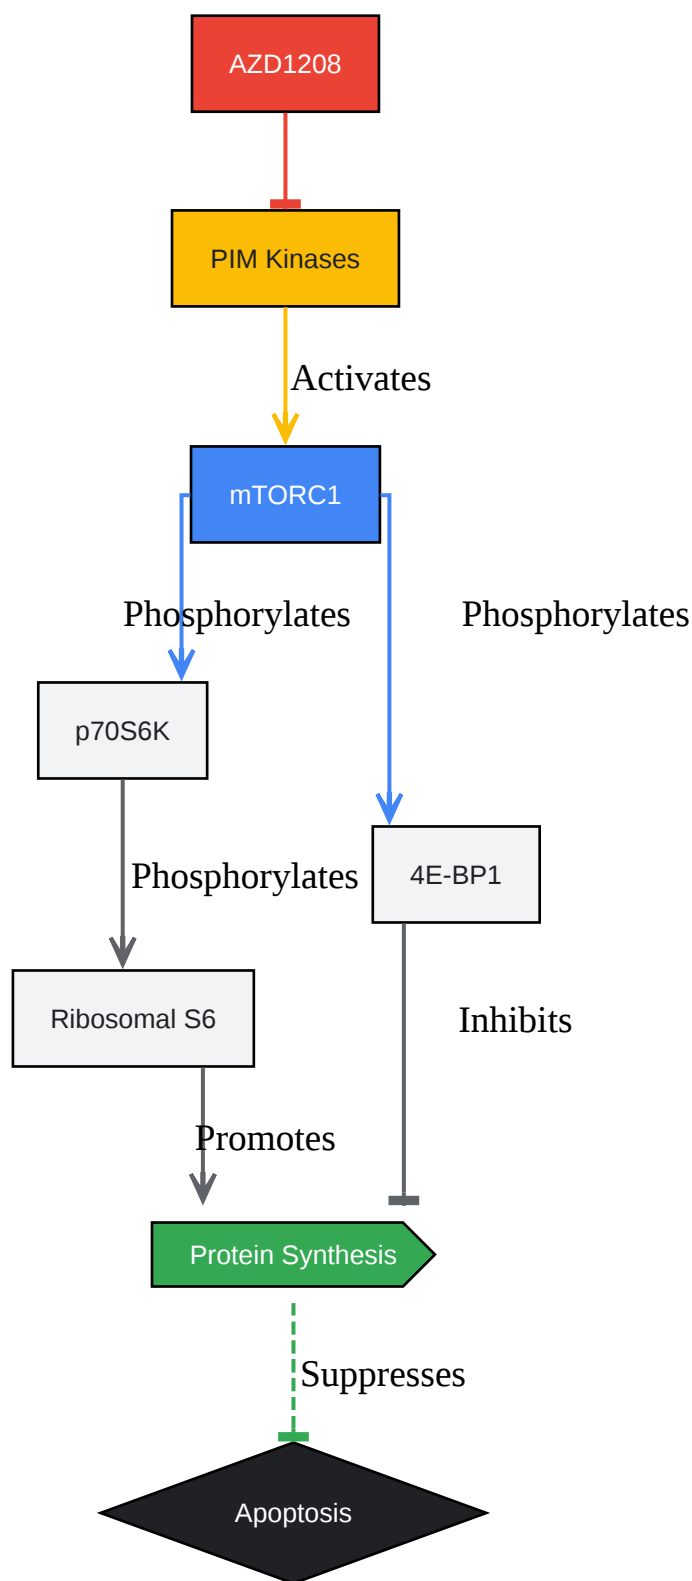 AZD1208
PIM Kinases
Activates
mTORC1
Phosphorylates
Phosphorylates
p70S6K
Phosphorylates
4E-BP1
Ribosomal S6
Inhibits
Promotes
Protein Synthesis
Suppresses
Apoptosis